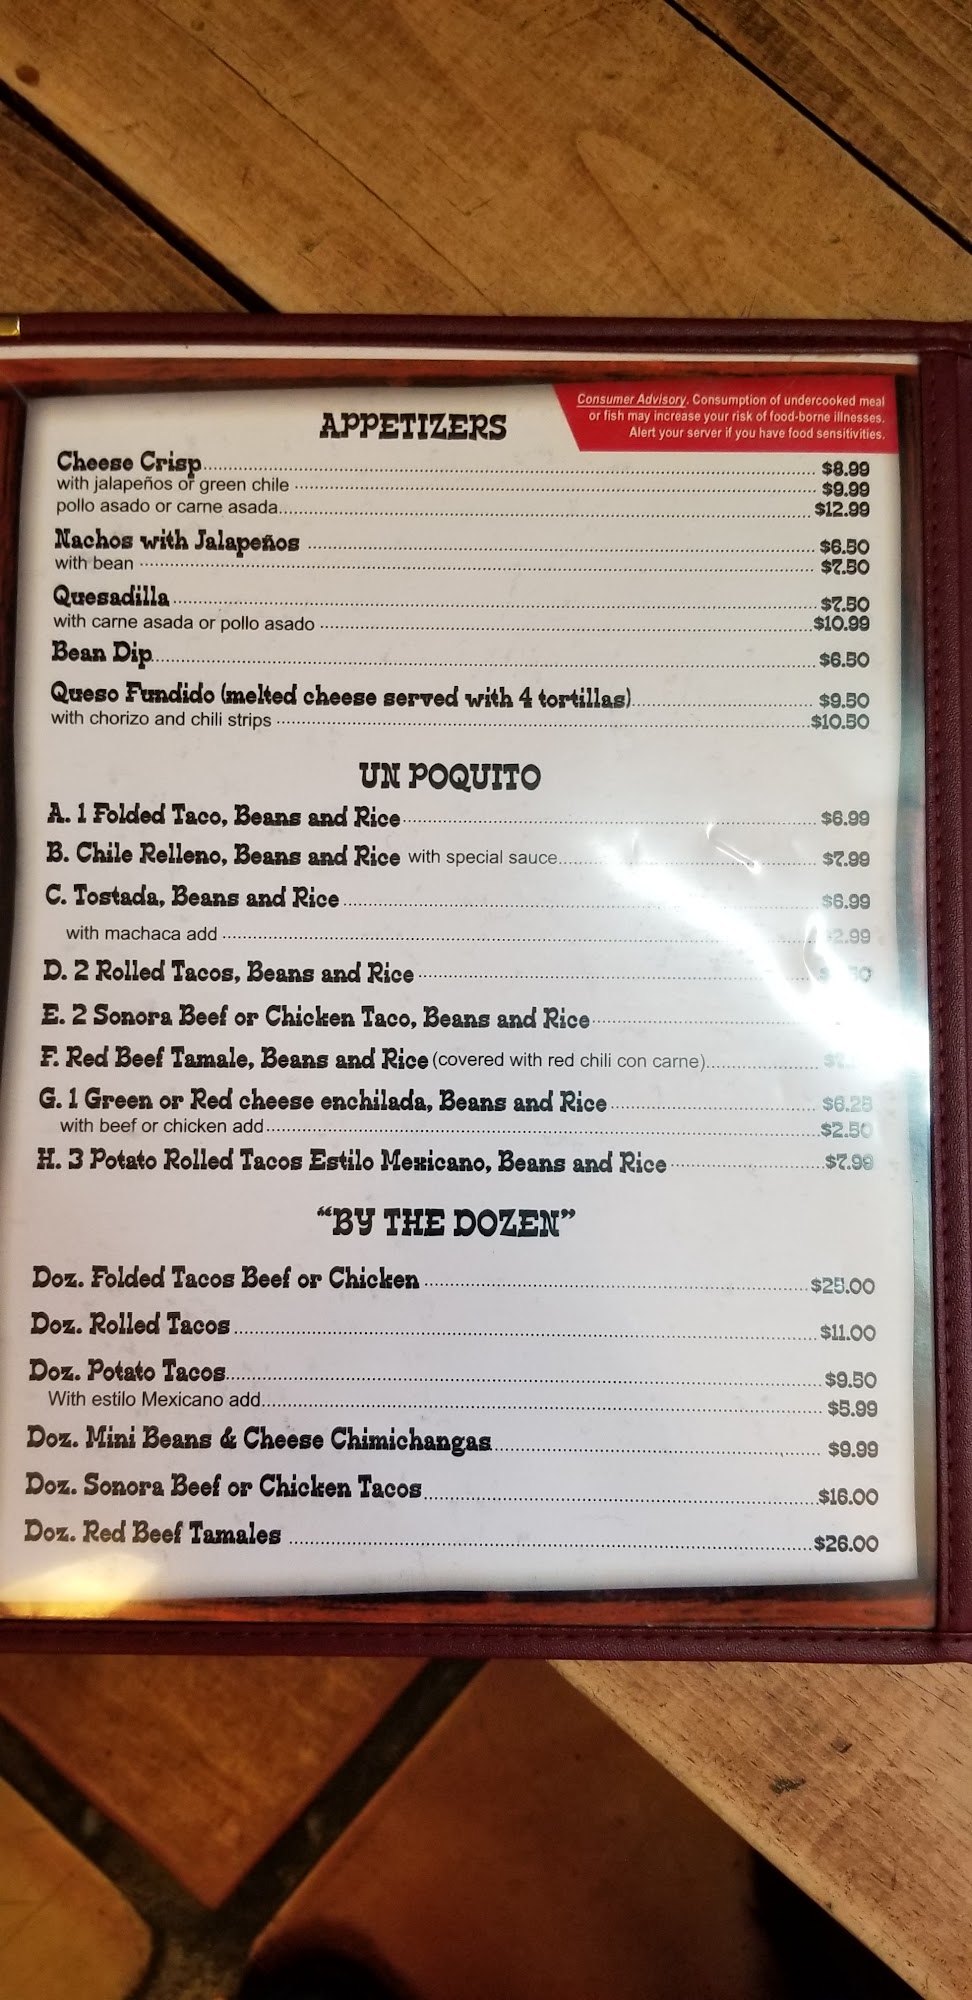 Consumer Advisory. Consumption of undercooked meal
or fish may increase your risk of food-borne illnesses.
Alert your server if you have food sensitivities.
APPETIZERS
Cheese Crisp $8.99
with jalapeños or green chile $9.99
pollo asado or carne asada $12.99
Nachos with Jalapeños $6.50
with bean $7.50
Quesadilla $7.50
with carne asada or pollo asado $10.99
Bean Dip $6.50
Queso Fundido (melted cheese served with 4 tortillas) $9.50
with chorizo and chili strips $10.50
UN POQUITO
A. 1 Folded Taco, Beans and Rice $6.99
B. Chile Relleno, Beans and Rice with special sauce $7.99
C. Tostada, Beans and Rice $6.99
with machaca add $2.99
D. 2 Rolled Tacos, Beans and Rice
E. 2 Sonora Beef or Chicken Taco, Beans and Rice
F. Red Beef Tamale, Beans and Rice (covered with red chili con carne)
G. 1 Green or Red cheese enchilada, Beans and Rice $6.25
with beef or chicken add $2.50
H. 3 Potato Rolled Tacos Estilo Mexicano, Beans and Rice $7.99
"BY THE DOZEN"
Doz. Folded Tacos Beef or Chicken $25.00
Doz. Rolled Tacos $11.00
Doz. Potato Tacos $9.50
With estilo Mexicano add $5.99
Doz. Mini Beans & Cheese Chimichangas $9.99
Doz. Sonora Beef or Chicken Tacos $16.00
Doz. Red Beef Tamales $26.00